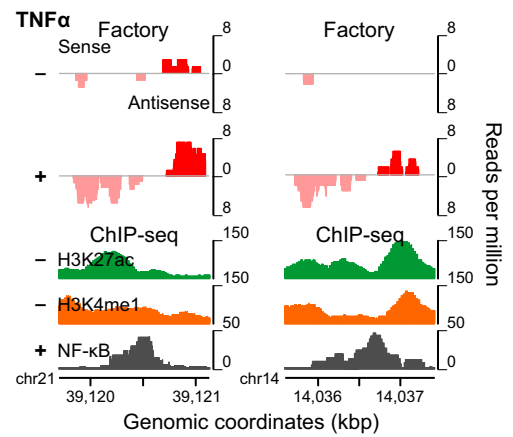 TNFα
Factory
Factory
8
8
Sense
–
0
0
Antisense
8
8
8
8
+
0
0
8
8
Reads per million
ChIP-seq
ChIP-seq
150
150
– H3K27ac
150
150
– H3K4me1
50
50
+ NF-κB
0
0
chr21
chr14
39,120
39,121
14,036
14,037
Genomic coordinates (kbp)